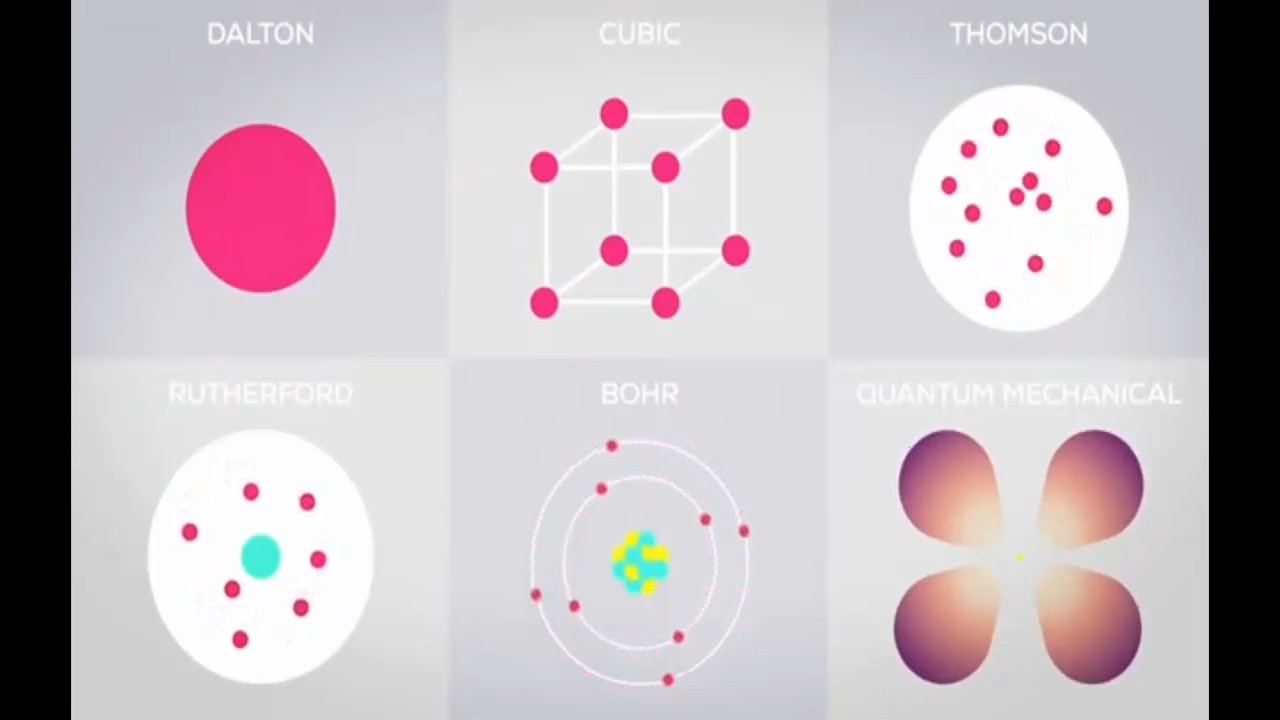 DALTON
CUBIC
THOMSON
RUTHERFORD
BOHR
QUANTUM MECHANICAL